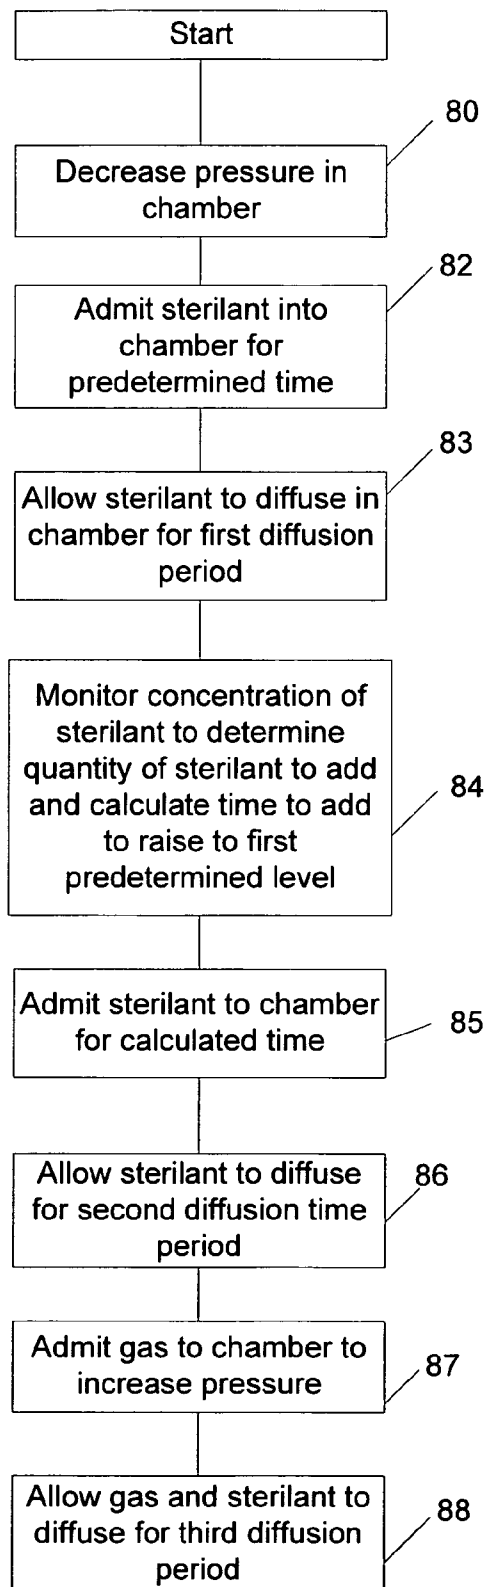 Start
80
Decrease pressure in
chamber
82
Admit sterilant into
chamber for
predetermined time
83
Allow sterilant to diffuse in
chamber for first diffusion
period
Monitor concentration of
sterilant to determine
quantity of sterilant to add
and calculate time to add
to raise to first
predetermined level
84
Admit sterilant to chamber
for calculated time
85
Allow sterilant to diffuse
for second diffusion time
period
86
Admit gas to chamber to
increase pressure
87
Allow gas and sterilant to
diffuse for third diffusion
period
88